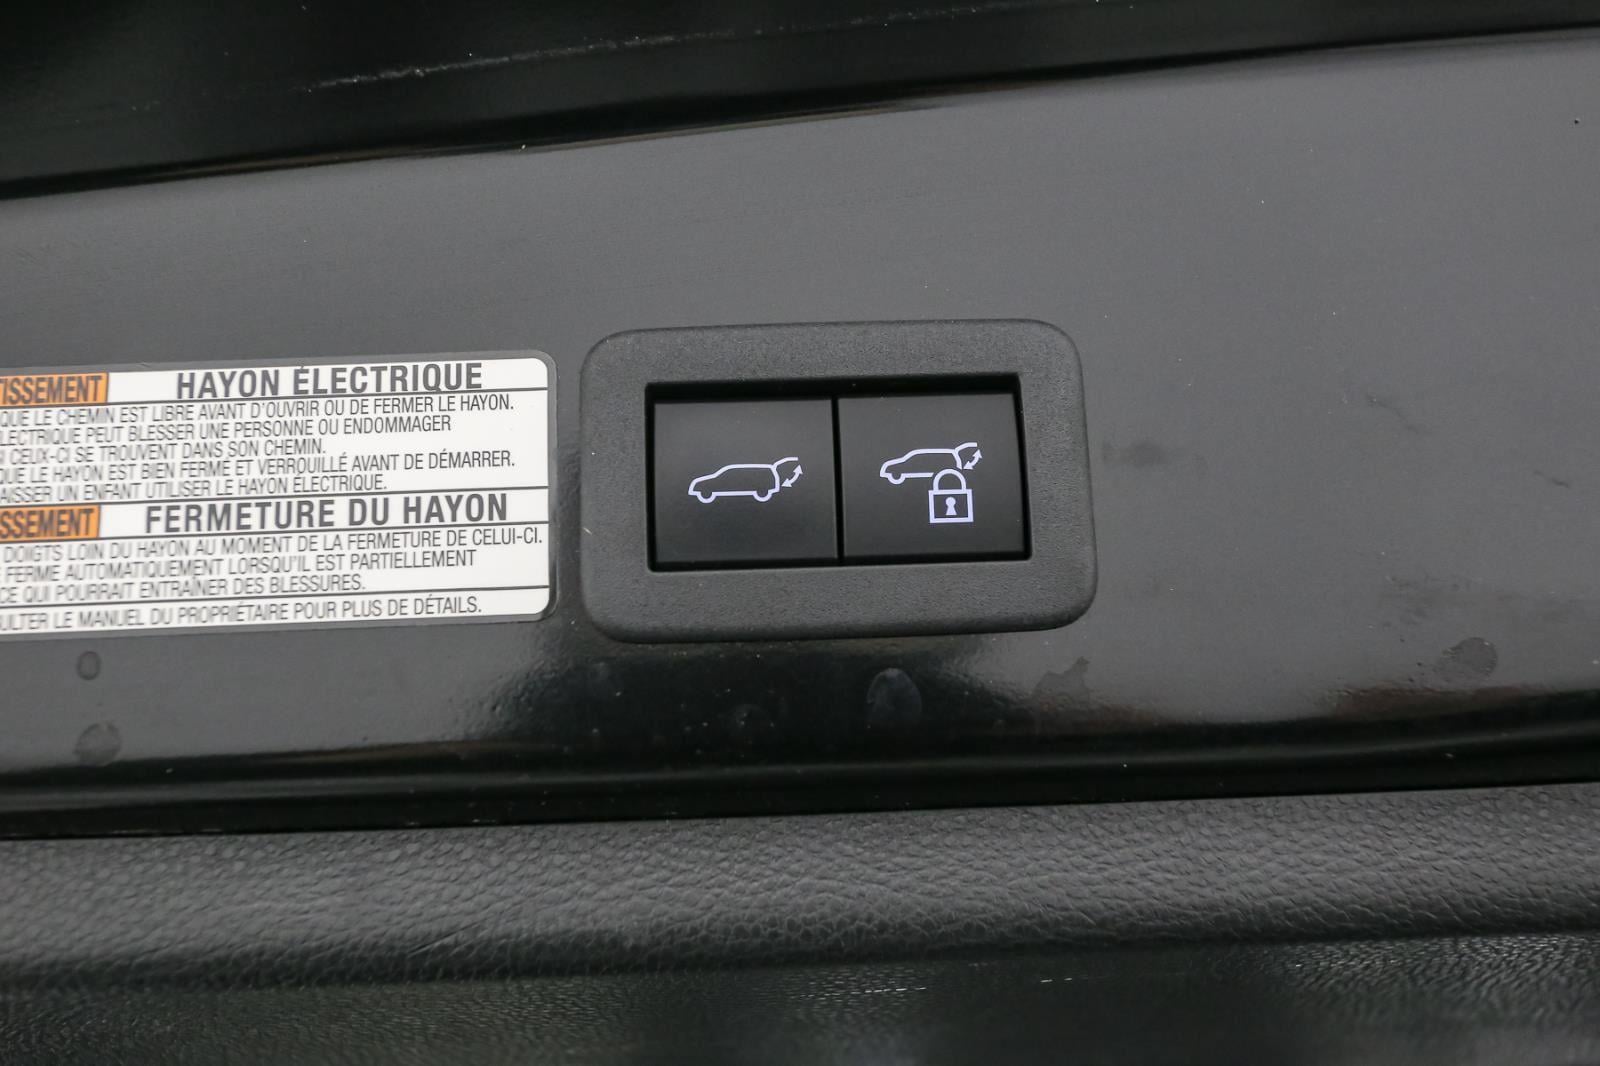 TISSEMENT HAYON ÉLECTRIQUE
QUE LE CHEMIN EST LIBRE AVANT D'OUVRIR OU DE FERMER LE HAYON.
LECTRIQUE PEUT BLESSER UNE PERSONNE OU ENDOMMAGER
I CEUX-CI SE TROUVENT DANS SON CHEMIN.
QUE LE HAYON EST BIEN FERMÉ ET VERROUILLÉ AVANT DE DÉMARRER.
AISSER UN ENFANT UTILISER LE HAYON ÉLECTRIQUE.
SSEMENT FERMETURE DU HAYON
DOIGTS LOIN DU HAYON AU MOMENT DE LA FERMETURE DE CELUI-CI.
FERME AUTOMATIQUEMENT LORSQU'IL EST PARTIELLEMENT
CE QUI POURRAIT ENTRAÎNER DES BLESSURES.
ULTER LE MANUEL DU PROPRIÉTAIRE POUR PLUS DE DÉTAILS.